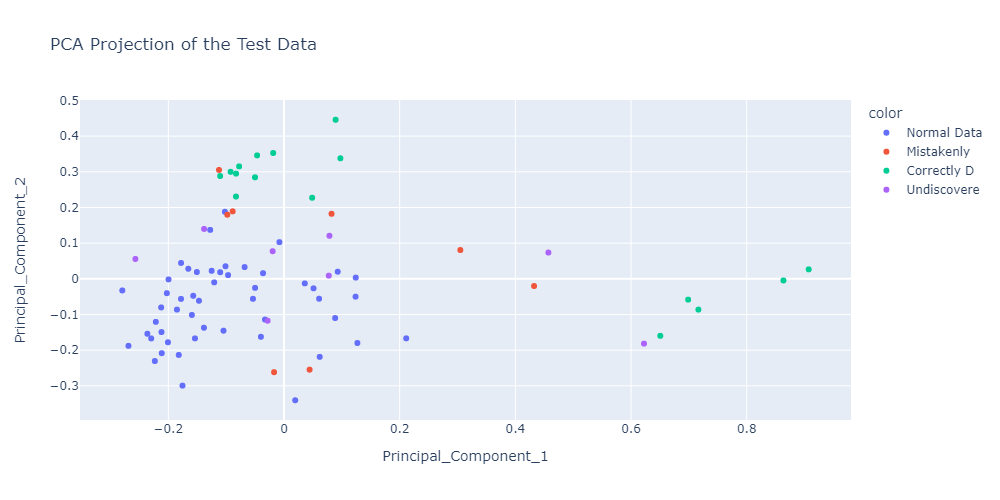 PCA Projection of the Test Data
color
Normal Data
Mistakenly
Correctly D
Undiscovere
Principal_Component_2
0.5
0.4
0.3
0.2
0.1
0
−0.1
−0.2
−0.3
−0.2
0
0.2
0.4
0.6
0.8
Principal_Component_1